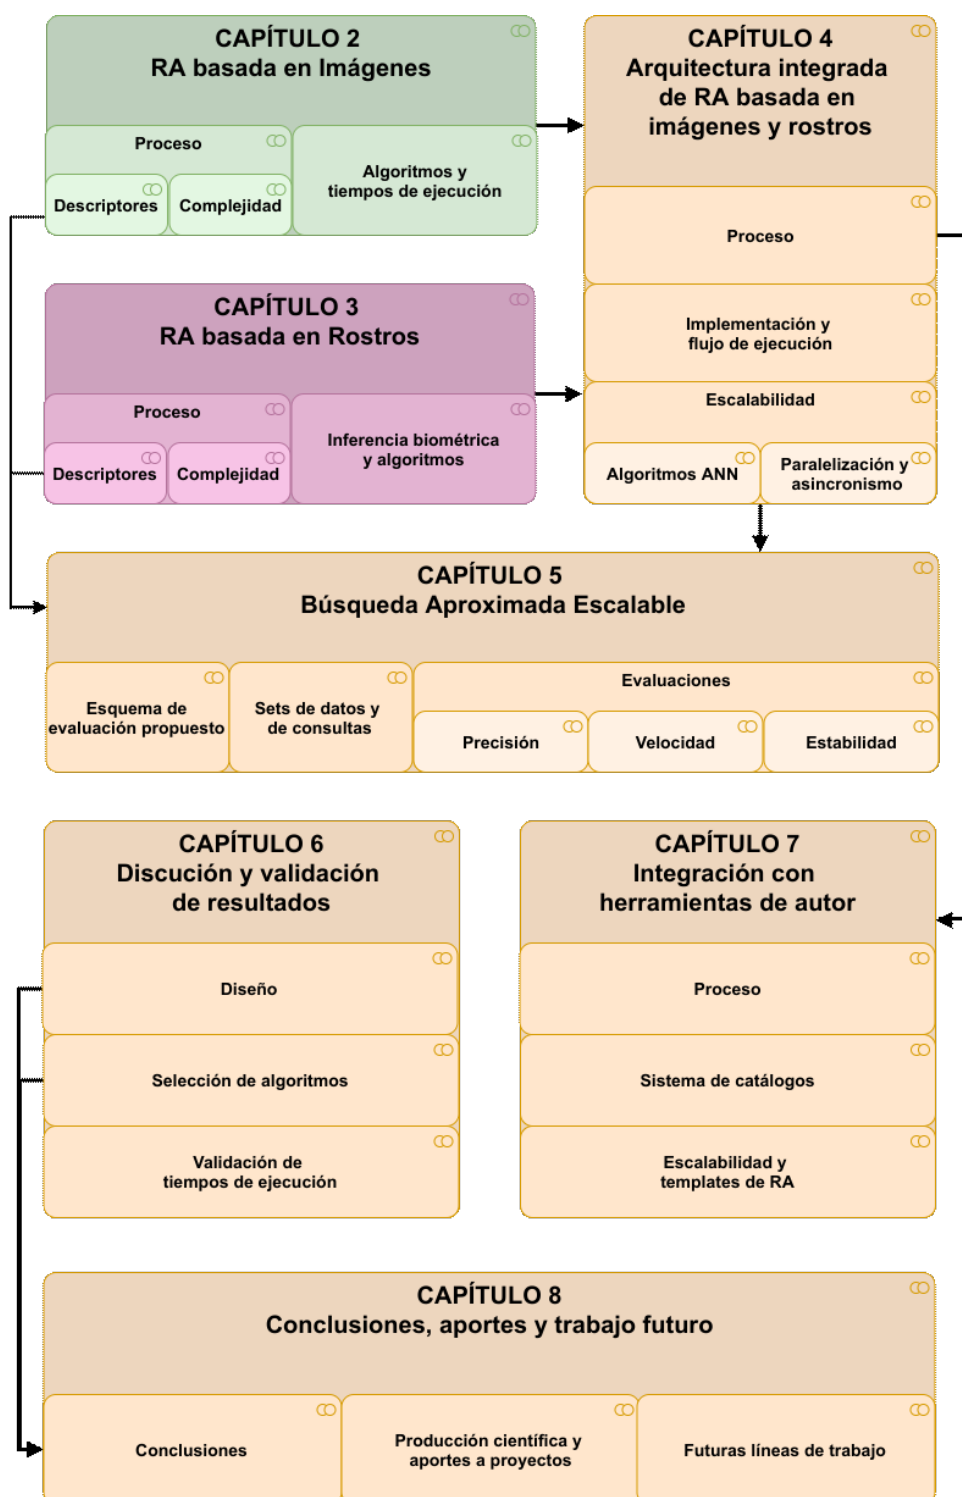 CAPÍTULO 2
RA basada en Imágenes
Proceso
Descriptores
Complejidad
Algoritmos y
tiempos de ejecución
CAPÍTULO 4
Arquitectura integrada
de RA basada en
imágenes y rostros
Proceso
Implementación y
flujo de ejecución
Escalabilidad
Algoritmos ANN
Paralelización y
asincronismo
CAPÍTULO 3
RA basada en Rostros
Proceso
Descriptores
Complejidad
Inferencia biométrica
y algoritmos
CAPÍTULO 5
Búsqueda Aproximada Escalable
Esquema de
evaluación propuesto
Sets de datos y
de consultas
Evaluaciones
Precisión
Velocidad
Estabilidad
CAPÍTULO 6
Discución y validación
de resultados
Diseño
Selección de algoritmos
Validación de
tiempos de ejecución
CAPÍTULO 7
Integración con
herramientas de autor
Proceso
Sistema de catálogos
Escalabilidad y
templates de RA
CAPÍTULO 8
Conclusiones, aportes y trabajo futuro
Conclusiones
Producción científica y
aportes a proyectos
Futuras líneas de trabajo